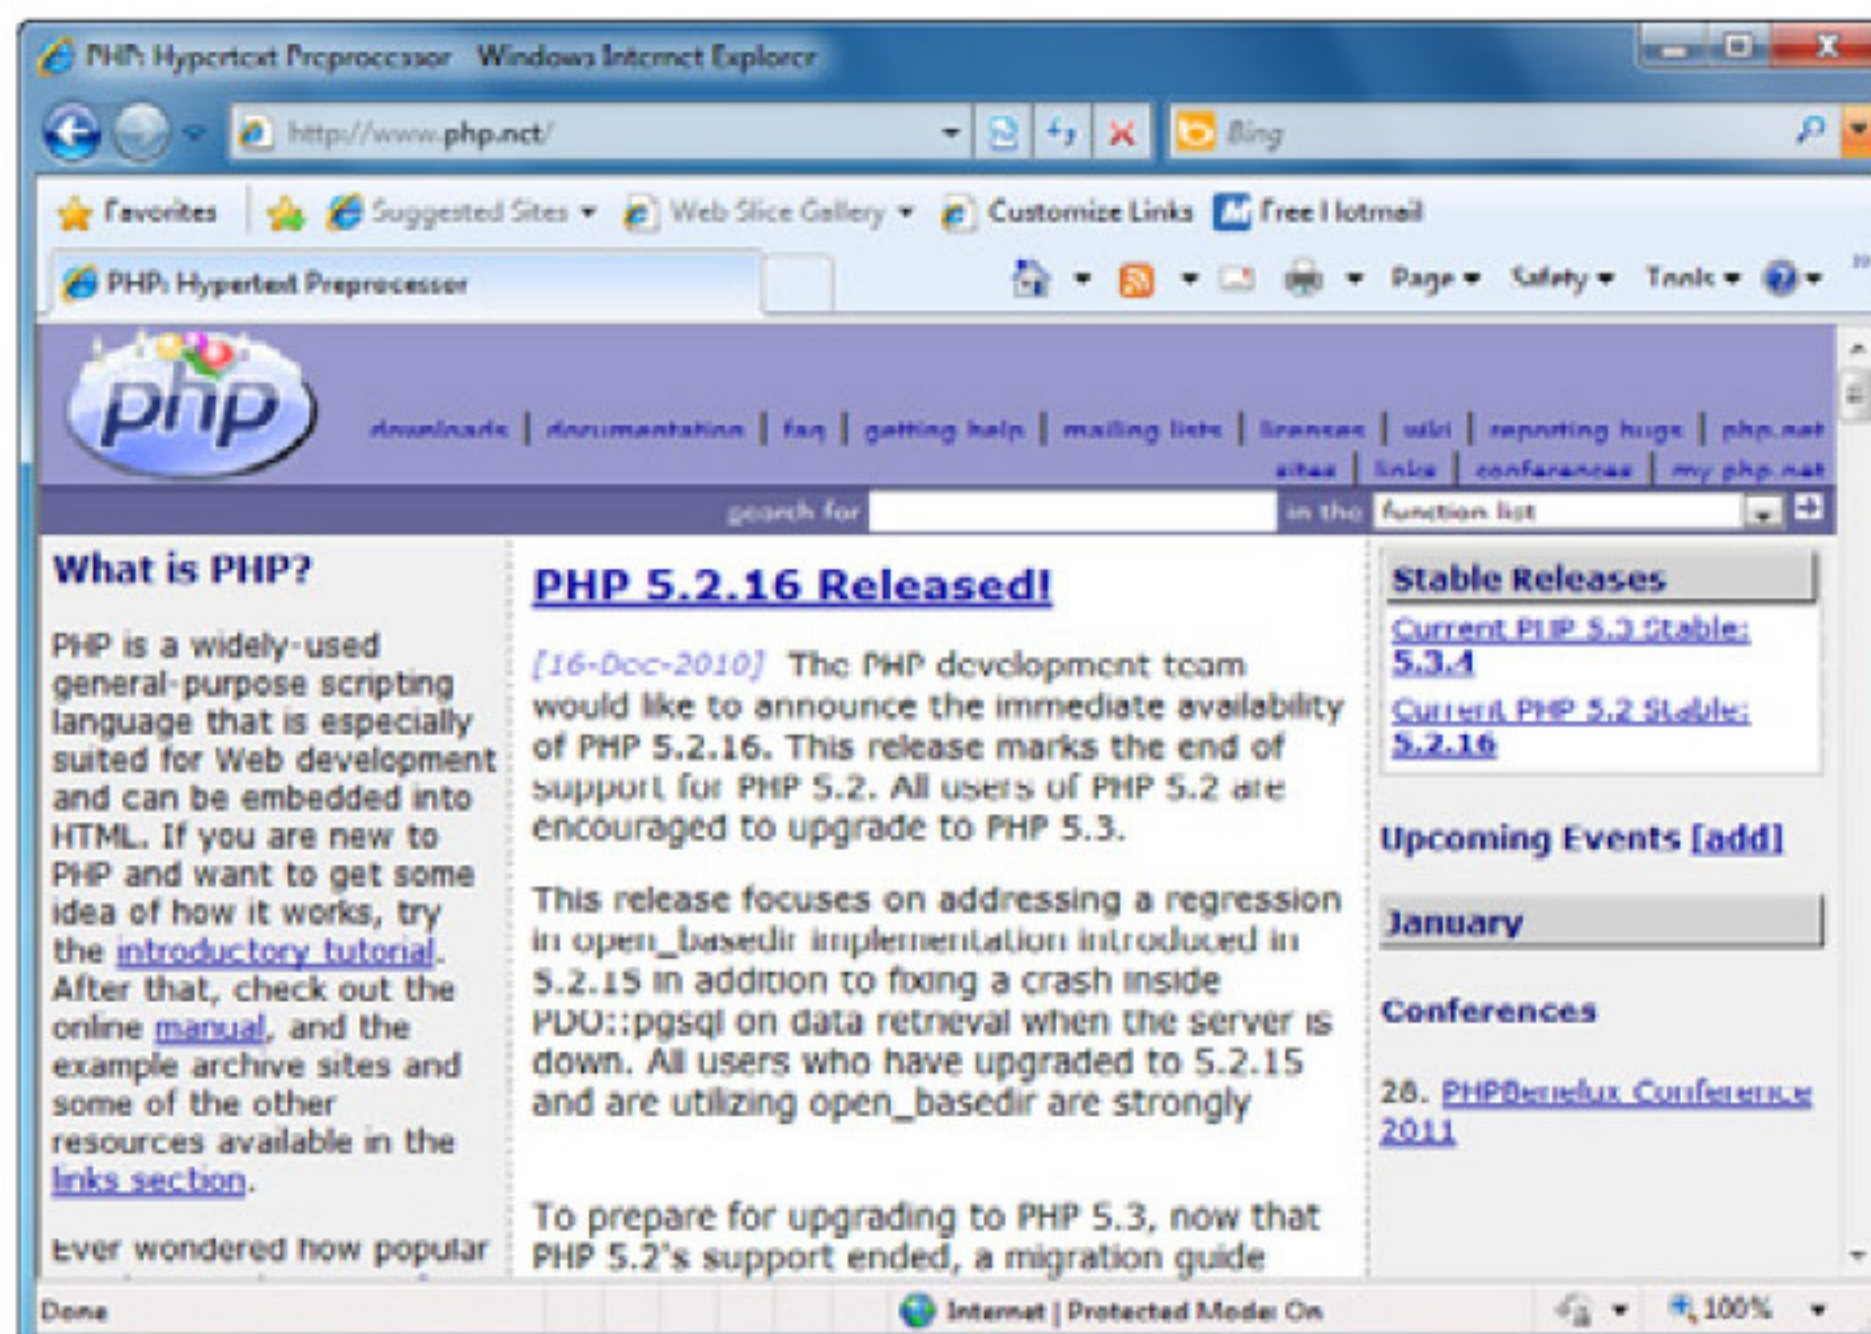 PHP: Hypertext Preprocessor - Windows Internet Explorer
http://www.php.net/
Bing
Favorites
Suggested Sites
Web Slice Gallery
Customize Links
Free Hotmail
PHP: Hypertext Preprocessor
Page
Safety
Tools
php
downloads | documentation | faq | getting help | mailing lists | licenses | wiki | reporting bugs | php.net
sites | links | conferences | my php.net
search for
in the
function list
What is PHP?
PHP is a widely-used
general-purpose scripting
language that is especially
suited for Web development
and can be embedded into
HTML. If you are new to
PHP and want to get some
idea of how it works, try
the introductory tutorial.
After that, check out the
online manual, and the
example archive sites and
some of the other
resources available in the
links section.
Ever wondered how popular
PHP 5.2.16 Released!
[16-Dec-2010] The PHP development team
would like to announce the immediate availability
of PHP 5.2.16. This release marks the end of
support for PHP 5.2. All users of PHP 5.2 are
encouraged to upgrade to PHP 5.3.
This release focuses on addressing a regression
in open_basedir implementation introduced in
5.2.15 in addition to fixing a crash inside
PDO::pgsql on data retrieval when the server is
down. All users who have upgraded to 5.2.15
and are utilizing open_basedir are strongly
To prepare for upgrading to PHP 5.3, now that
PHP 5.2's support ended, a migration guide
Stable Releases
Current PHP 5.3 Stable:
5.3.4
Current PHP 5.2 Stable:
5.2.16
Upcoming Events [add]
January
Conferences
28. PHPBenelux Conference
2011
Done
Internet | Protected Mode: On
100%